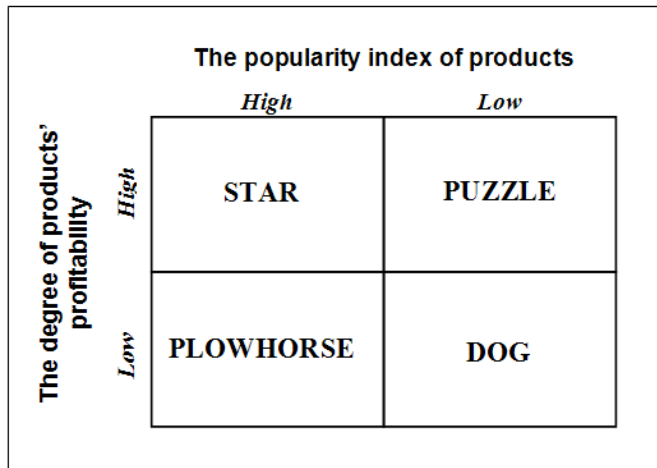 The popularity index of products
High Low
The degree of products'
profitability
High
STAR PUZZLE
Low
PLOWHORSE DOG